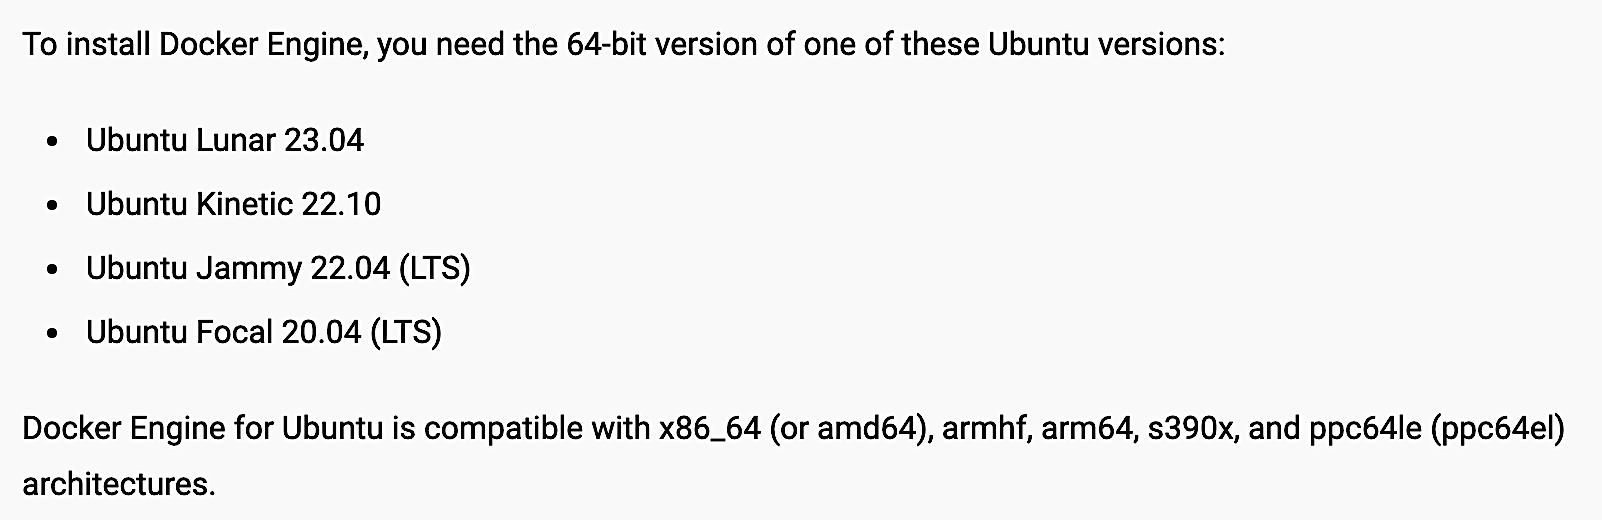 To install Docker Engine, you need the 64-bit version of one of these Ubuntu versions:
• Ubuntu Lunar 23.04
• Ubuntu Kinetic 22.10
• Ubuntu Jammy 22.04 (LTS)
• Ubuntu Focal 20.04 (LTS)
Docker Engine for Ubuntu is compatible with x86_64 (or amd64), armhf, arm64, s390x, and ppc64le (ppc64el)
architectures.